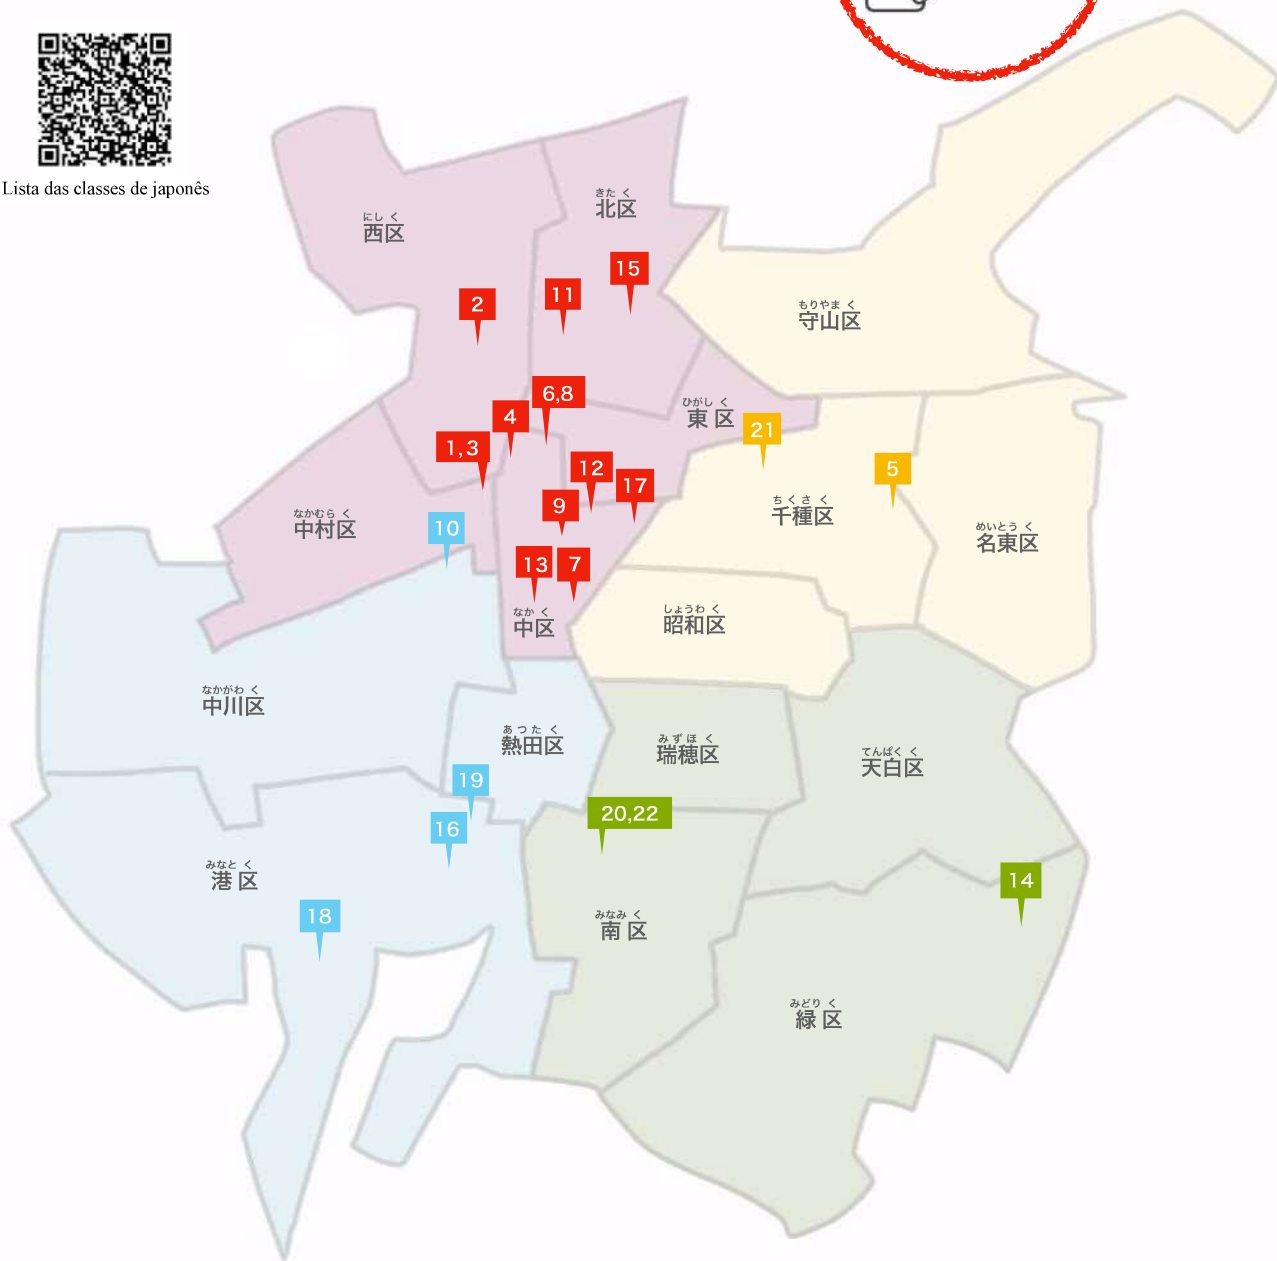 Lista das classes de japonês
きた く
北区
にし く
西区
15
11
2
もりやま く
守山区
6,8
ひがし く
東 区
4
21
1,3
12
5
17
9
ちくさ く
千種区
なかむら く
中村区
10
めいとう く
名東区
13
7
なか く
中区
しょうわ く
昭和区
なかがわ く
中川区
あつた く
熱田区
みずほ く
瑞穂区
てんぱく く
天白区
19
20,22
16
みなと く
港 区
14
18
みなみ く
南 区
みどり く
緑 区